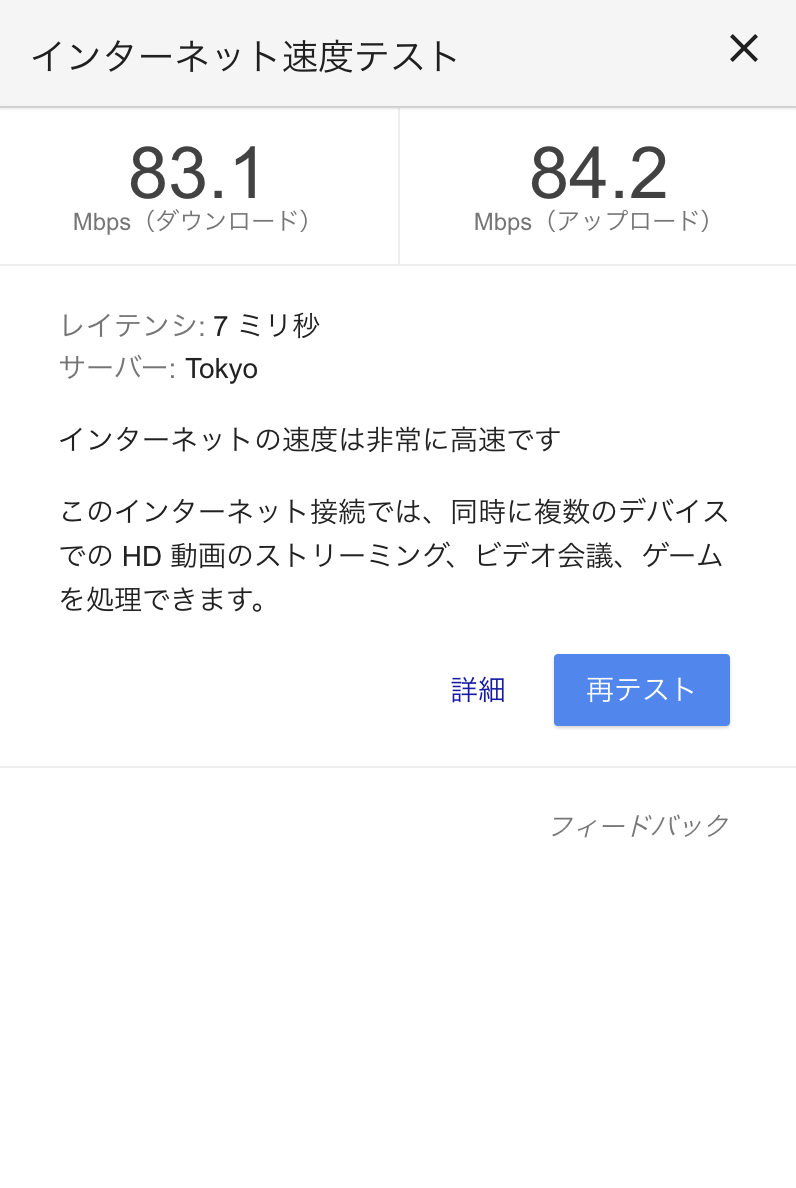 インターネット速度テスト
83.1
Mbps（ダウンロード）
84.2
Mbps（アップロード）
レイテンシ: 7 ミリ秒
サーバー: Tokyo
インターネットの速度は非常に高速です
このインターネット接続では、同時に複数のデバイス
での HD 動画のストリーミング、ビデオ会議、ゲーム
を処理できます。
詳細
再テスト
フィードバック